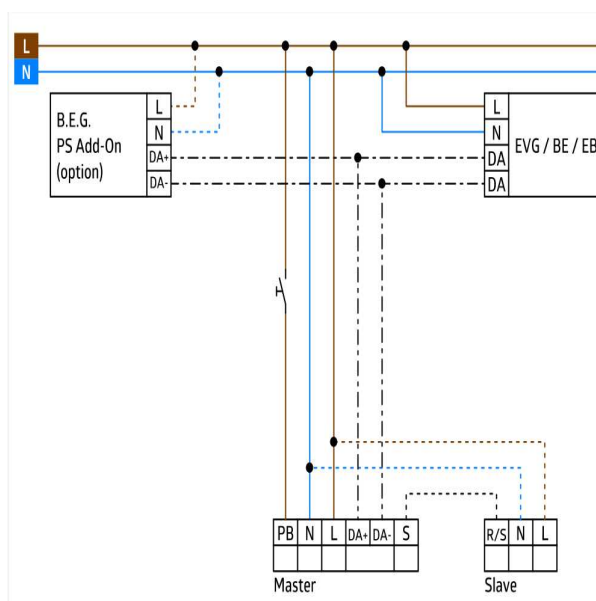 L
N
B.E.G.
PS Add-On
(option)
L
N
DA+
DA-
L
N
DA
DA
EVG / BE / EB
PB N L DA+ DA- S
R/S N L
Master
Slave